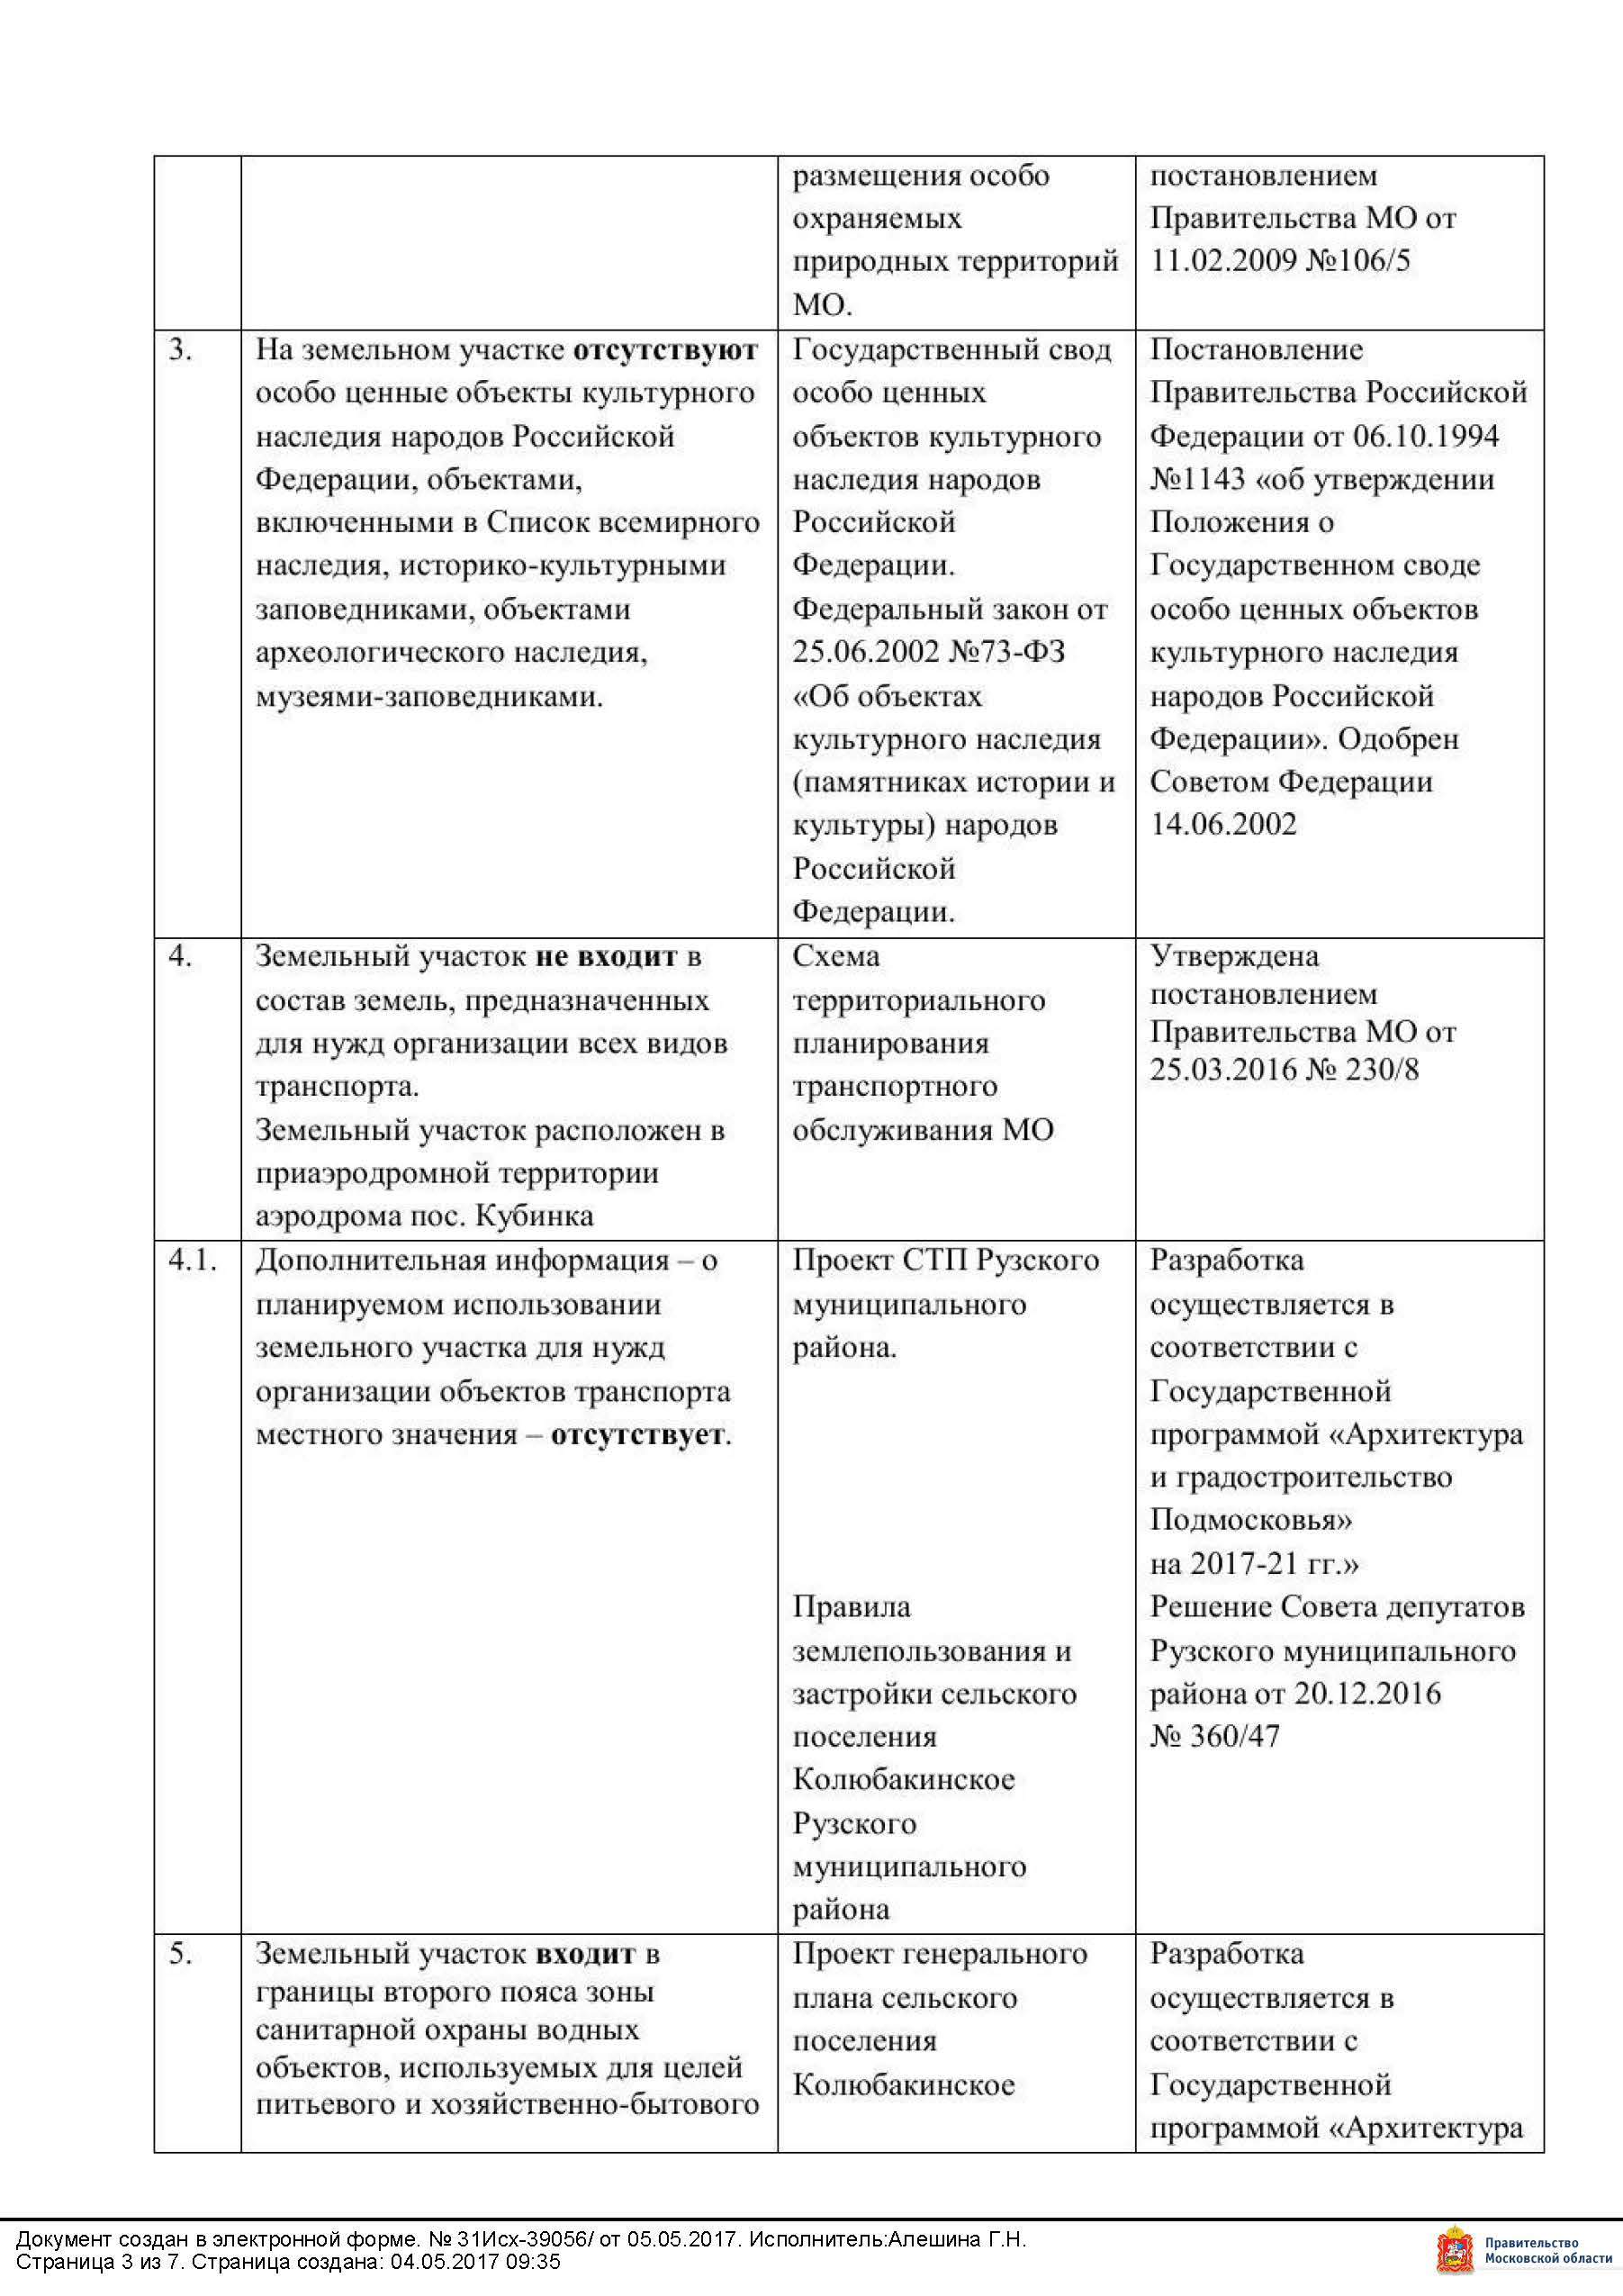 размещения особо
охраняемых
природных территорий
МО.
постановлением
Правительства МО от
11.02.2009 №106/5
3.
На земельном участке отсутствуют
особо ценные объекты культурного
наследия народов Российской
Федерации, объектами,
включенными в Список всемирного
наследия, историко-культурными
заповедниками, объектами
археологического наследия,
музеями-заповедниками.
Государственный свод
особо ценных
объектов культурного
наследия народов
Российской
Федерации.
Федеральный закон от
25.06.2002 №73-ФЗ
«Об объектах
культурного наследия
(памятниках истории и
культуры) народов
Российской
Федерации.
Постановление
Правительства Российской
Федерации от 06.10.1994
№1143 «об утверждении
Положения о
Государственном своде
особо ценных объектов
культурного наследия
народов Российской
Федерации». Одобрен
Советом Федерации
14.06.2002
4.
Земельный участок не входит в
состав земель, предназначенных
для нужд организации всех видов
транспорта.
Земельный участок расположен в
приаэродромной территории
аэродрома пос. Кубинка
Схема
территориального
планирования
транспортного
обслуживания МО
Утверждена
постановлением
Правительства МО от
25.03.2016 № 230/8
4.1.
Дополнительная информация – о
планируемом использовании
земельного участка для нужд
организации объектов транспорта
местного значения – отсутствует.
Проект СТП Рузского
муниципального
района.
Правила
землепользования и
застройки сельского
поселения
Колюбакинское
Рузского
муниципального
района
Разработка
осуществляется в
соответствии с
Государственной
программой «Архитектура
и градостроительство
Подмосковья»
на 2017-21 гг.»
Решение Совета депутатов
Рузского муниципального
района от 20.12.2016
№ 360/47
5.
Земельный участок входит в
границы второго пояса зоны
санитарной охраны водных
объектов, используемых для целей
питьевого и хозяйственно-бытового
Проект генерального
плана сельского
поселения
Колюбакинское
Разработка
осуществляется в
соответствии с
Государственной
программой «Архитектура
Документ создан в электронной форме. № 31Исх-39056/ от 05.05.2017. Исполнитель:Алешина Г.Н.
Страница 3 из 7. Страница создана: 04.05.2017 09:35
Правительство
Московской области